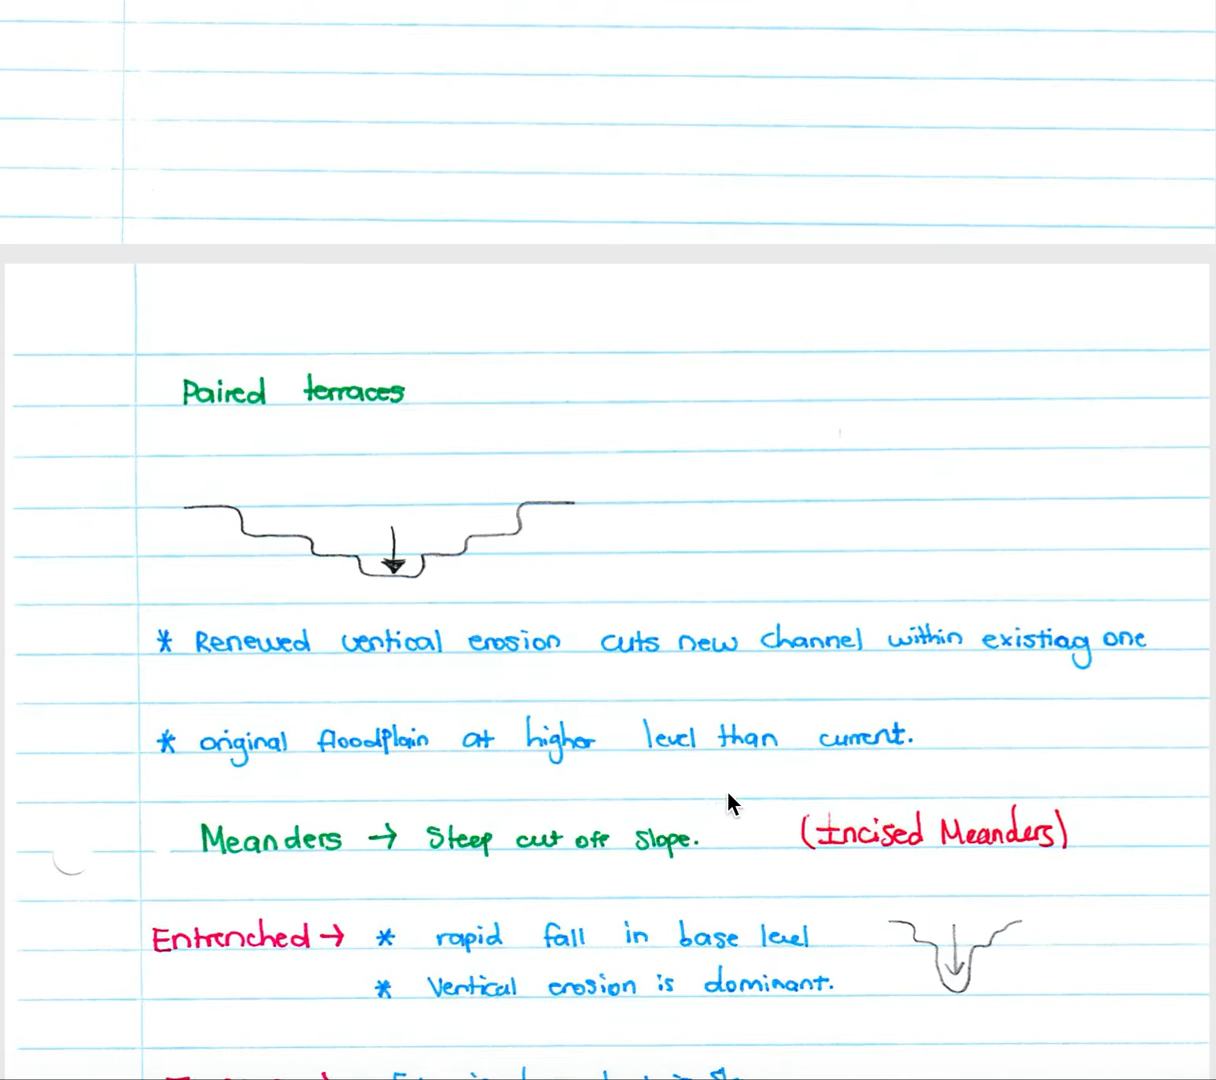 Paired terraces
* Renewed vertical erosion cuts new channel within existing one
* original floodplain at higher level than current.
Meanders → Steep cut off slope. (Incised Meanders)
Entrenched → * rapid fall in base level
* Vertical erosion is dominant.